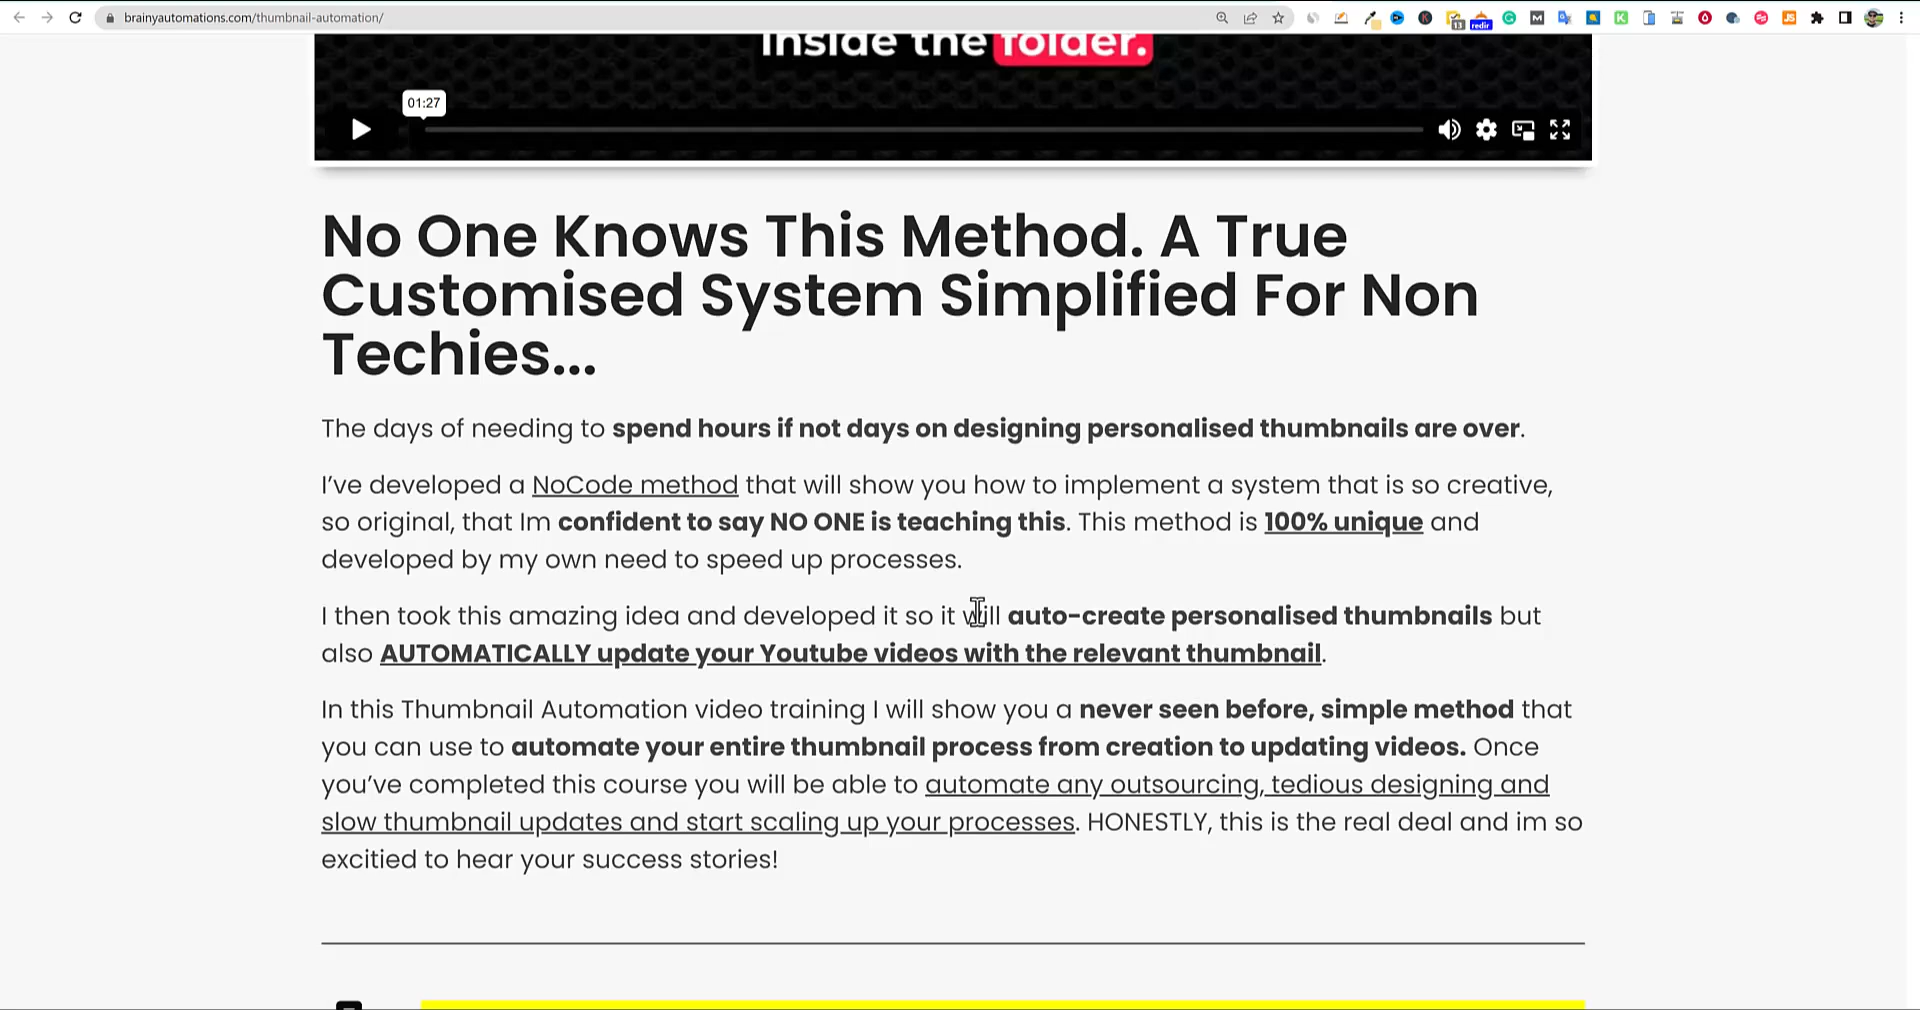 brainyautomations.com/thumbnail-automation/
13
redir
inside the folder.
01:27
No One Knows This Method. A True
Customised System Simplified For Non
Techies...
The days of needing to spend hours if not days on designing personalised thumbnails are over.
I've developed a NoCode method that will show you how to implement a system that is so creative,
so original, that Im confident to say NO ONE is teaching this. This method is 100% unique and
developed by my own need to speed up processes.
I then took this amazing idea and developed it so it will auto-create personalised thumbnails but
also AUTOMATICALLY update your Youtube videos with the relevant thumbnail.
In this Thumbnail Automation video training I will show you a never seen before, simple method that
you can use to automate your entire thumbnail process from creation to updating videos. Once
you've completed this course you will be able to automate any outsourcing, tedious designing and
slow thumbnail updates and start scaling up your processes. HONESTLY, this is the real deal and im so
excitied to hear your success stories!